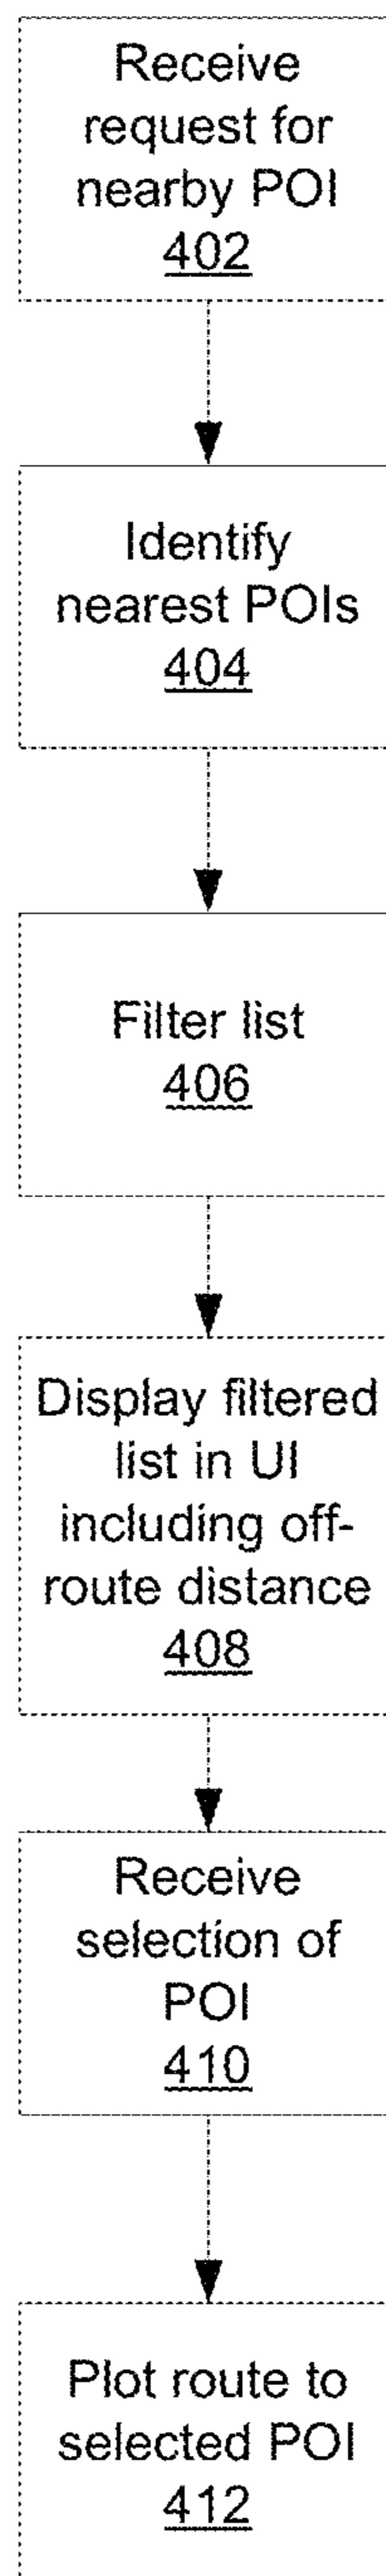 Receive
request for
nearby POI
402
Identify
nearest POIs
404
Filter list
406
Display filtered
list in UI
including off-
route distance
408
Receive
selection of
POI
410
Plot route to
selected POI
412